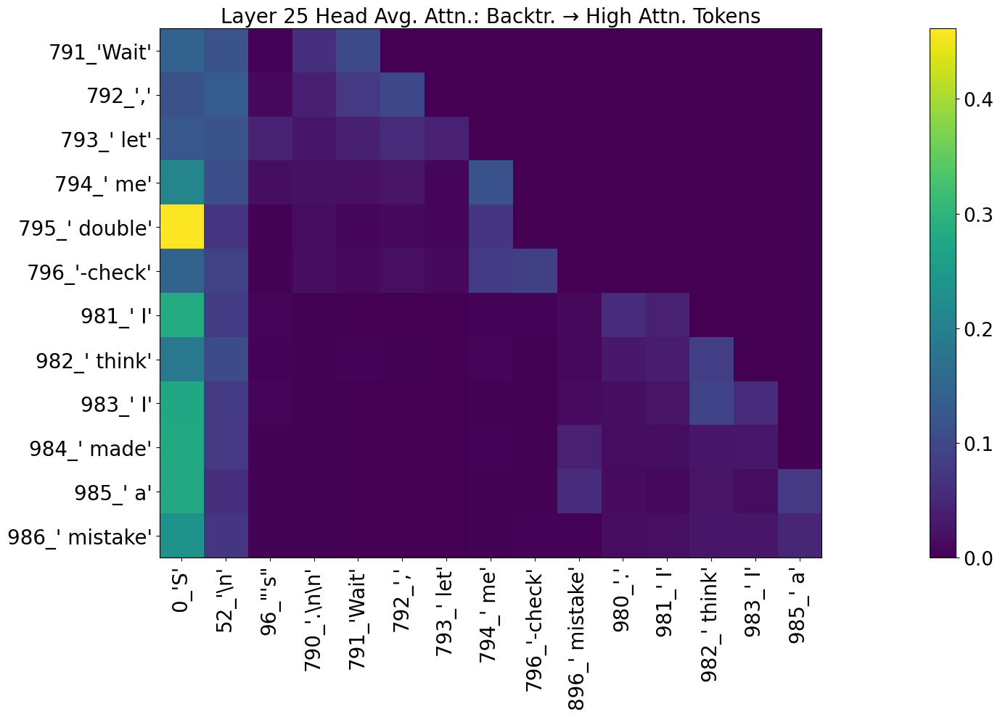 Layer 25 Head Avg. Attn.: Backtr. → High Attn. Tokens
791_'Wait'
792_','
793_' let'
794_' me'
795_' double'
796_'-check'
981_' I'
982_' think'
983_' I'
984_' made'
985_' a'
986_' mistake'
0_'S'
52_'\n'
96_"'s"
790_'.\n\n'
791_'Wait'
792_','
793_' let'
794_' me'
796_'-check'
896_' mistake'
980_'.'
981_' I'
982_' think'
983_' I'
985_' a'
0.4
0.3
0.2
0.1
0.0